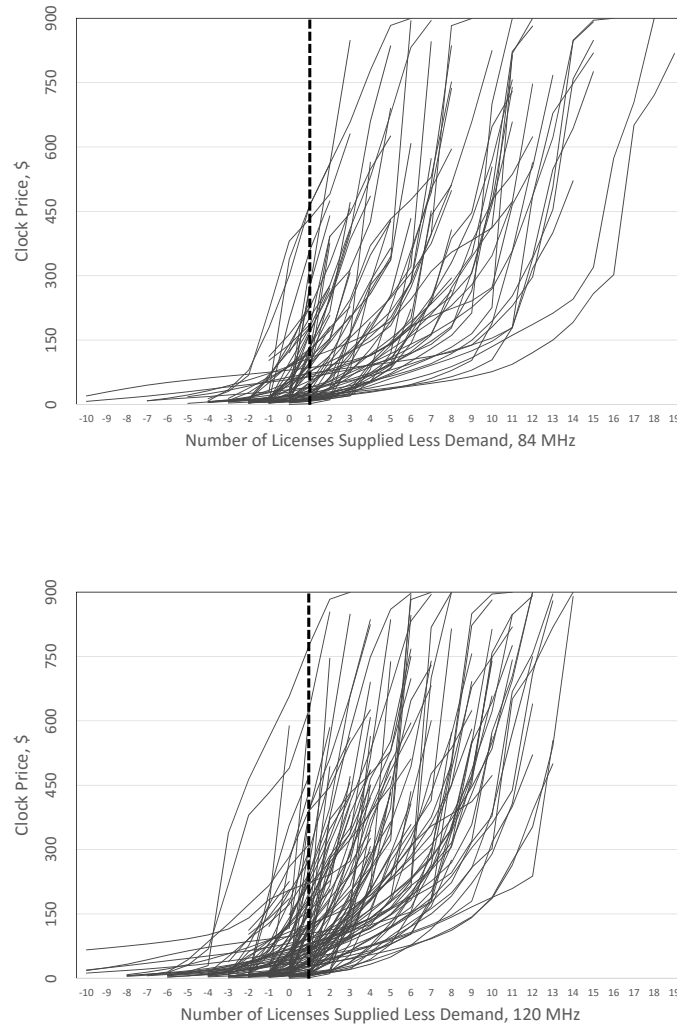 900
750
600
450
300
150
0
Clock Price, $
-10 -9 -8 -7 -6 -5 -4 -3 -2 -1 0 1 2 3 4 5 6 7 8 9 10 11 12 13 14 15 16 17 18 19
Number of Licenses Supplied Less Demand, 84 MHz
900
750
600
450
300
150
0
Clock Price, $
-10 -9 -8 -7 -6 -5 -4 -3 -2 -1 0 1 2 3 4 5 6 7 8 9 10 11 12 13 14 15 16 17 18 19
Number of Licenses Supplied Less Demand, 120 MHz